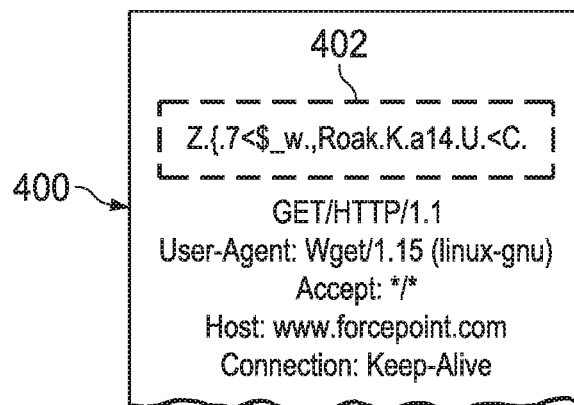 402
Z.{.7<$_w.,Roak.K.a14.U.<C.
400
GET/HTTP/1.1
User-Agent: Wget/1.15 (linux-gnu)
Accept: */*
Host: www.forcepoint.com
Connection: Keep-Alive